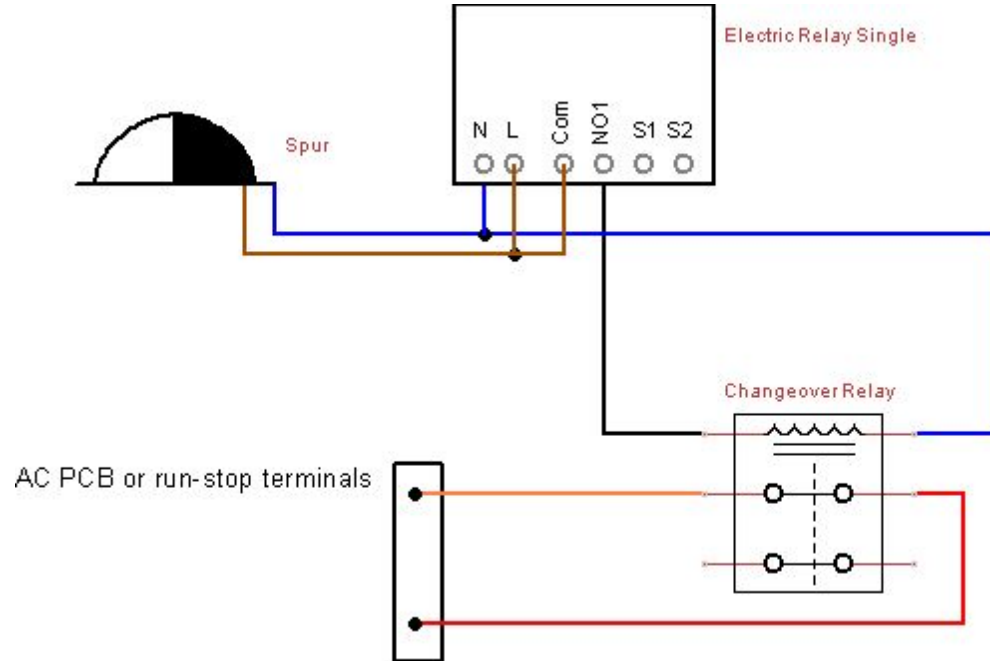 Electric Relay Single
N L Com NO1 S1 S2
Spur
Changeover Relay
AC PCB or run-stop terminals